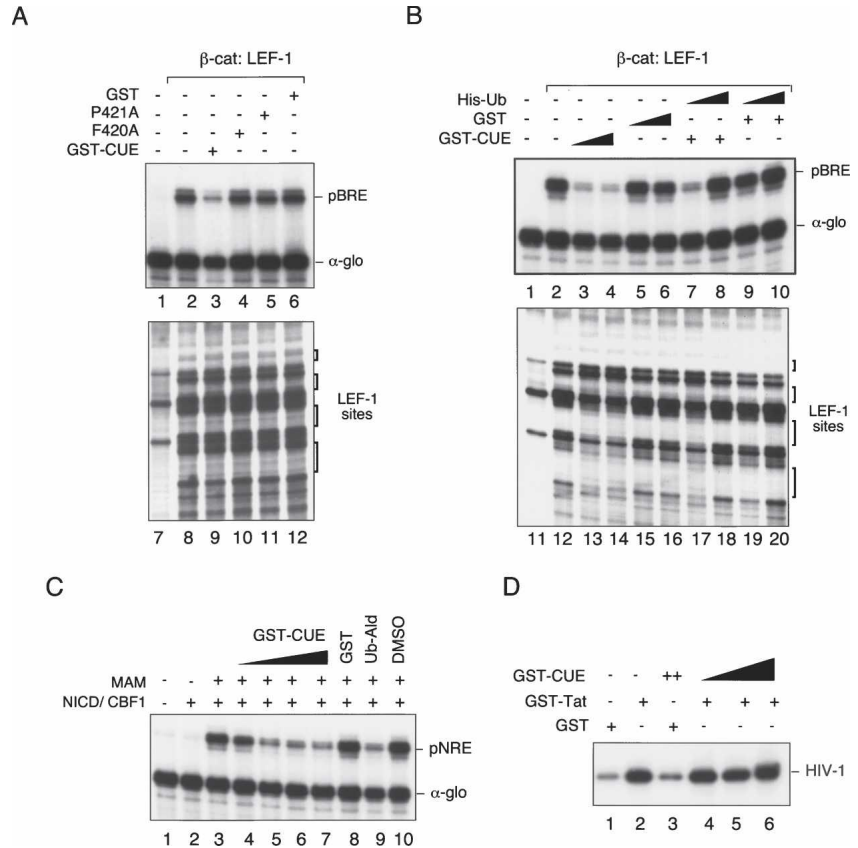 A
β-cat: LEF-1
GST - - - - - +
P421A - - - - + -
F420A - - - + - -
GST-CUE - - + - - -
pBRE
α-glo
1 2 3 4 5 6
LEF-1
sites
7 8 9 10 11 12
B
β-cat: LEF-1
His-Ub - - - - - -
GST - - - - - - + +
GST-CUE - - - - + + - -
pBRE
α-glo
1 2 3 4 5 6 7 8 9 10
LEF-1
sites
11 12 13 14 15 16 17 18 19 20
C
GST-CUE GST Ub-Ald DMSO
MAM - - + + + + + + + +
NICD/ CBF1 - + + + + + + + + +
pNRE
α-glo
1 2 3 4 5 6 7 8 9 10
D
GST-CUE - - ++
GST-Tat - + - + + +
GST + - + - - -
HIV-1
1 2 3 4 5 6